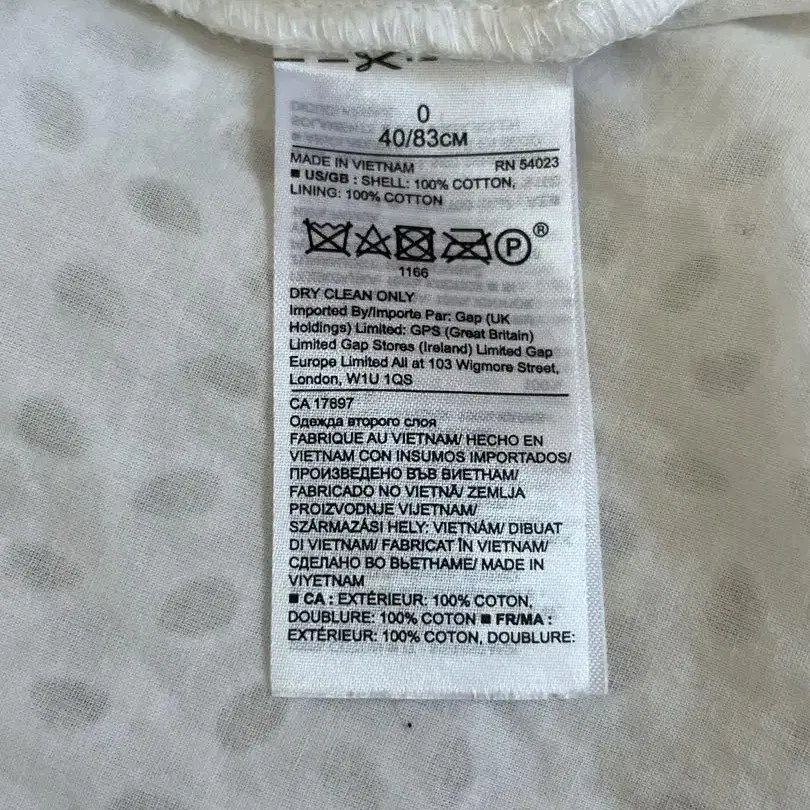 0
40/83CM
MADE IN VIETNAM RN 54023
■ US/GB : SHELL: 100% COTTON,
LINING: 100% COTTON
P ®
1166
DRY CLEAN ONLY
Imported By/Importe Par: Gap (UK
Holdings) Limited: GPS (Great Britain)
Limited Gap Stores (Ireland) Limited Gap
Europe Limited All at 103 Wigmore Street,
London, W1U 1QS
CA 17897
Одежда второго слоя
FABRIQUE AU VIETNAM/ HECHO EN
VIETNAM CON INSUMOS IMPORTADOS/
ПРОИЗВЕДЕНО ВЪВ ВИЕТНАМ/
FABRICADO NO VIETNÃ/ ZEMLJA
PROIZVODNJE VIJETNAM/
SZÁRMAZÁSI HELY: VIETNÁM/ DIBUAT
DI VIETNAM/ FABRICAT ÎN VIETNAM/
СДЕЛАНО ВО ВЬЕТНАМЕ/ MADE IN
VIYETNAM
■ CA : EXTÉRIEUR: 100% COTON,
DOUBLURE: 100% COTON ■ FR/MA :
EXTÉRIEUR: 100% COTON, DOUBLURE: